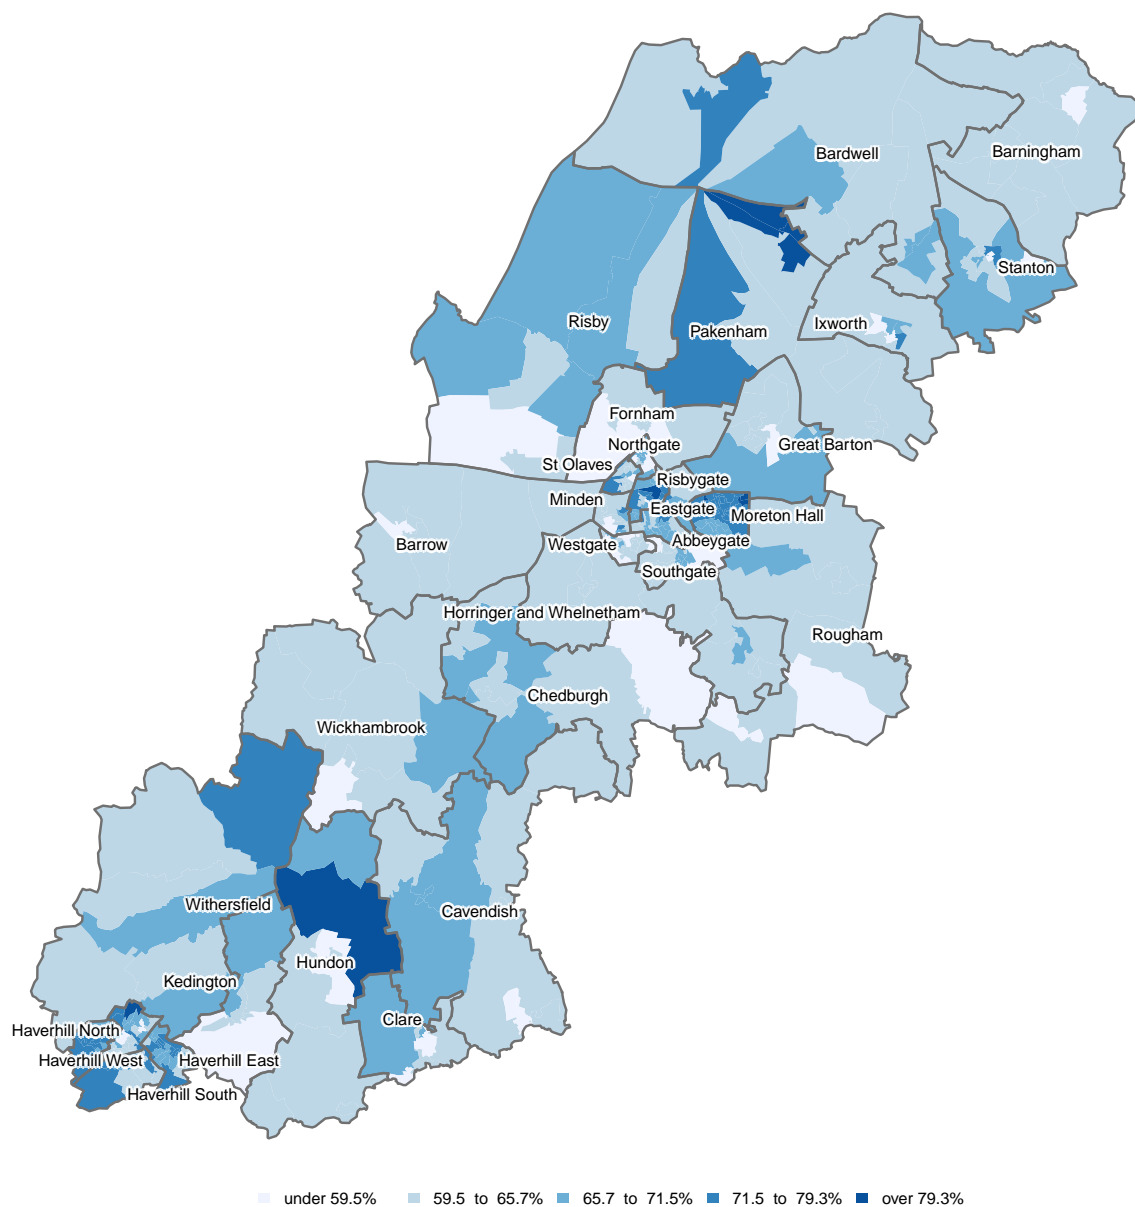 Bardwell
Barningham
Stanton
Risby
Pakenham
Ixworth
Fornham
Northgate
Great Barton
St Olaves
Risbygate
Minden
Eastgate
Moreton Hall
Barrow
Westgate
Abbeygate
Southgate
Horringer and Whelnetham
Rougham
Chedburgh
Wickhambrook
Withersfield
Cavendish
Hundon
Kedington
Clare
Haverhill North
Haverhill West
Haverhill East
Haverhill South
under 59.5% 59.5 to 65.7% 65.7 to 71.5% 71.5 to 79.3% over 79.3%